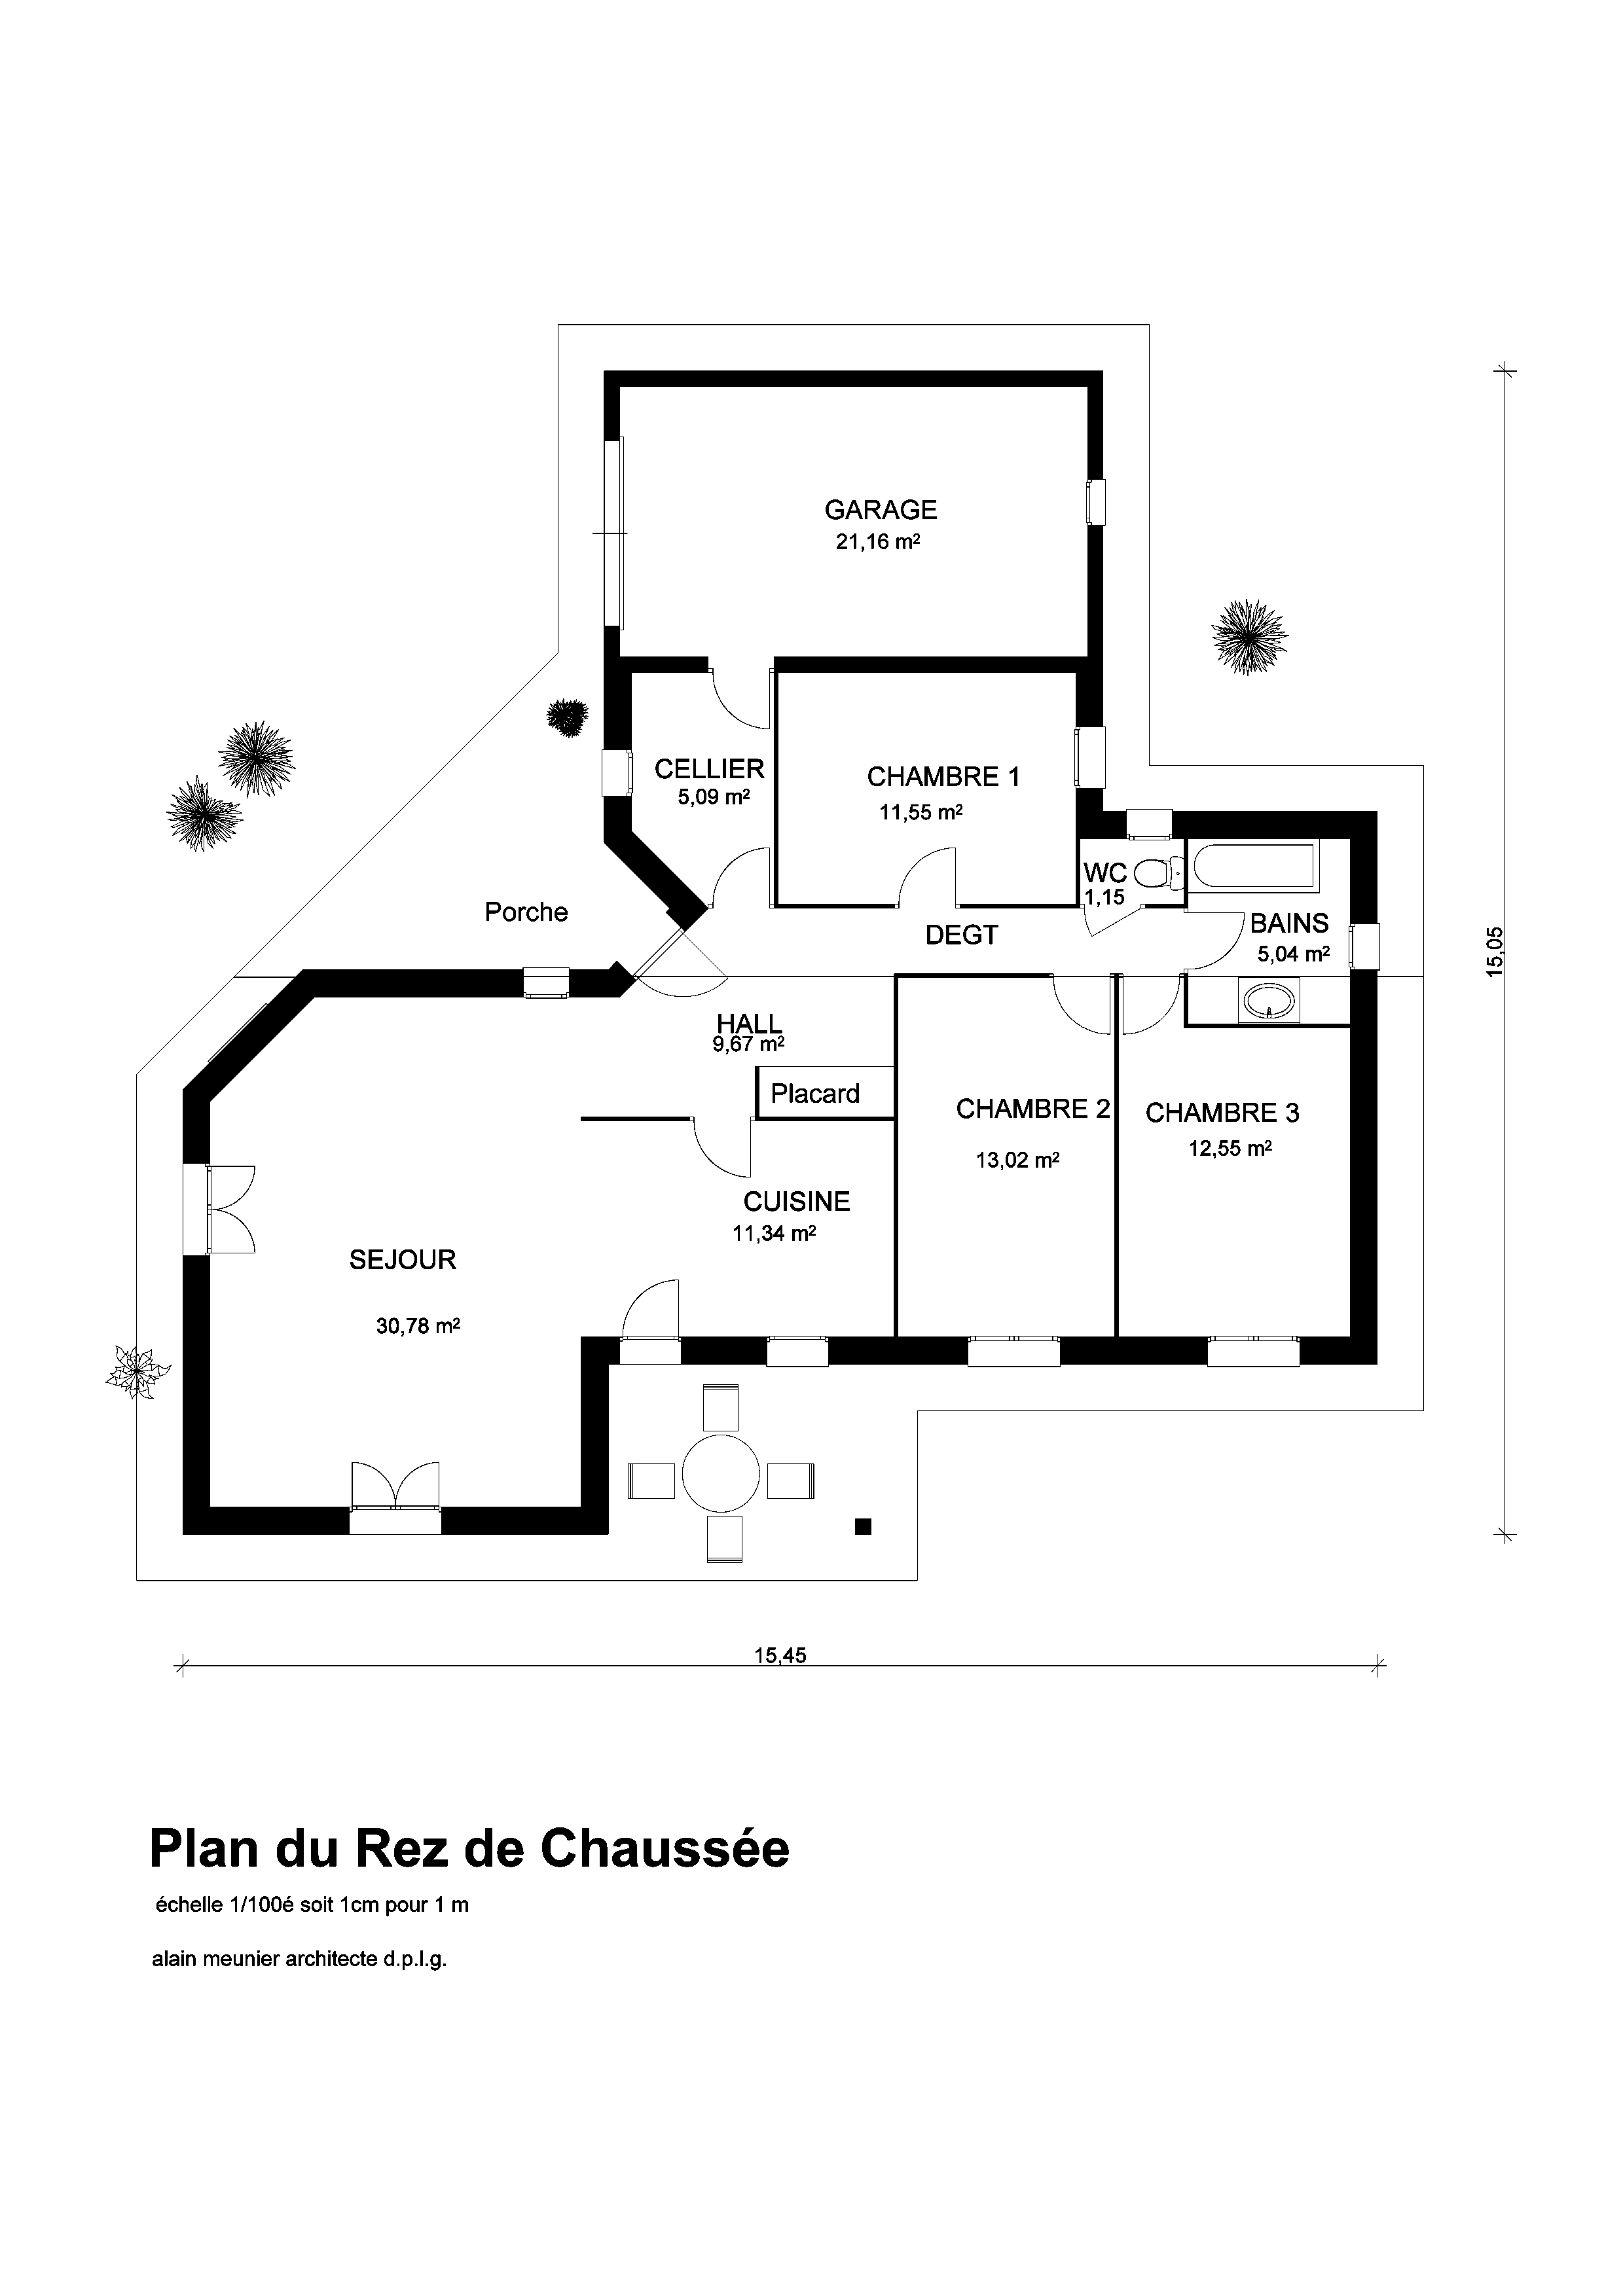 GARAGE
21,16 m²
CELLIER
5,09 m²
CHAMBRE 1
11,55 m²
WC
1,15
Porche
DEGT
BAINS
5,04 m²
15,05
HALL
9,67 m²
Placard
CHAMBRE 2
13,02 m²
CHAMBRE 3
12,55 m²
CUISINE
11,34 m²
SEJOUR
30,78 m²
15,45
Plan du Rez de Chaussée
échelle 1/100é soit 1cm pour 1 m
alain meunier architecte d.p.l.g.